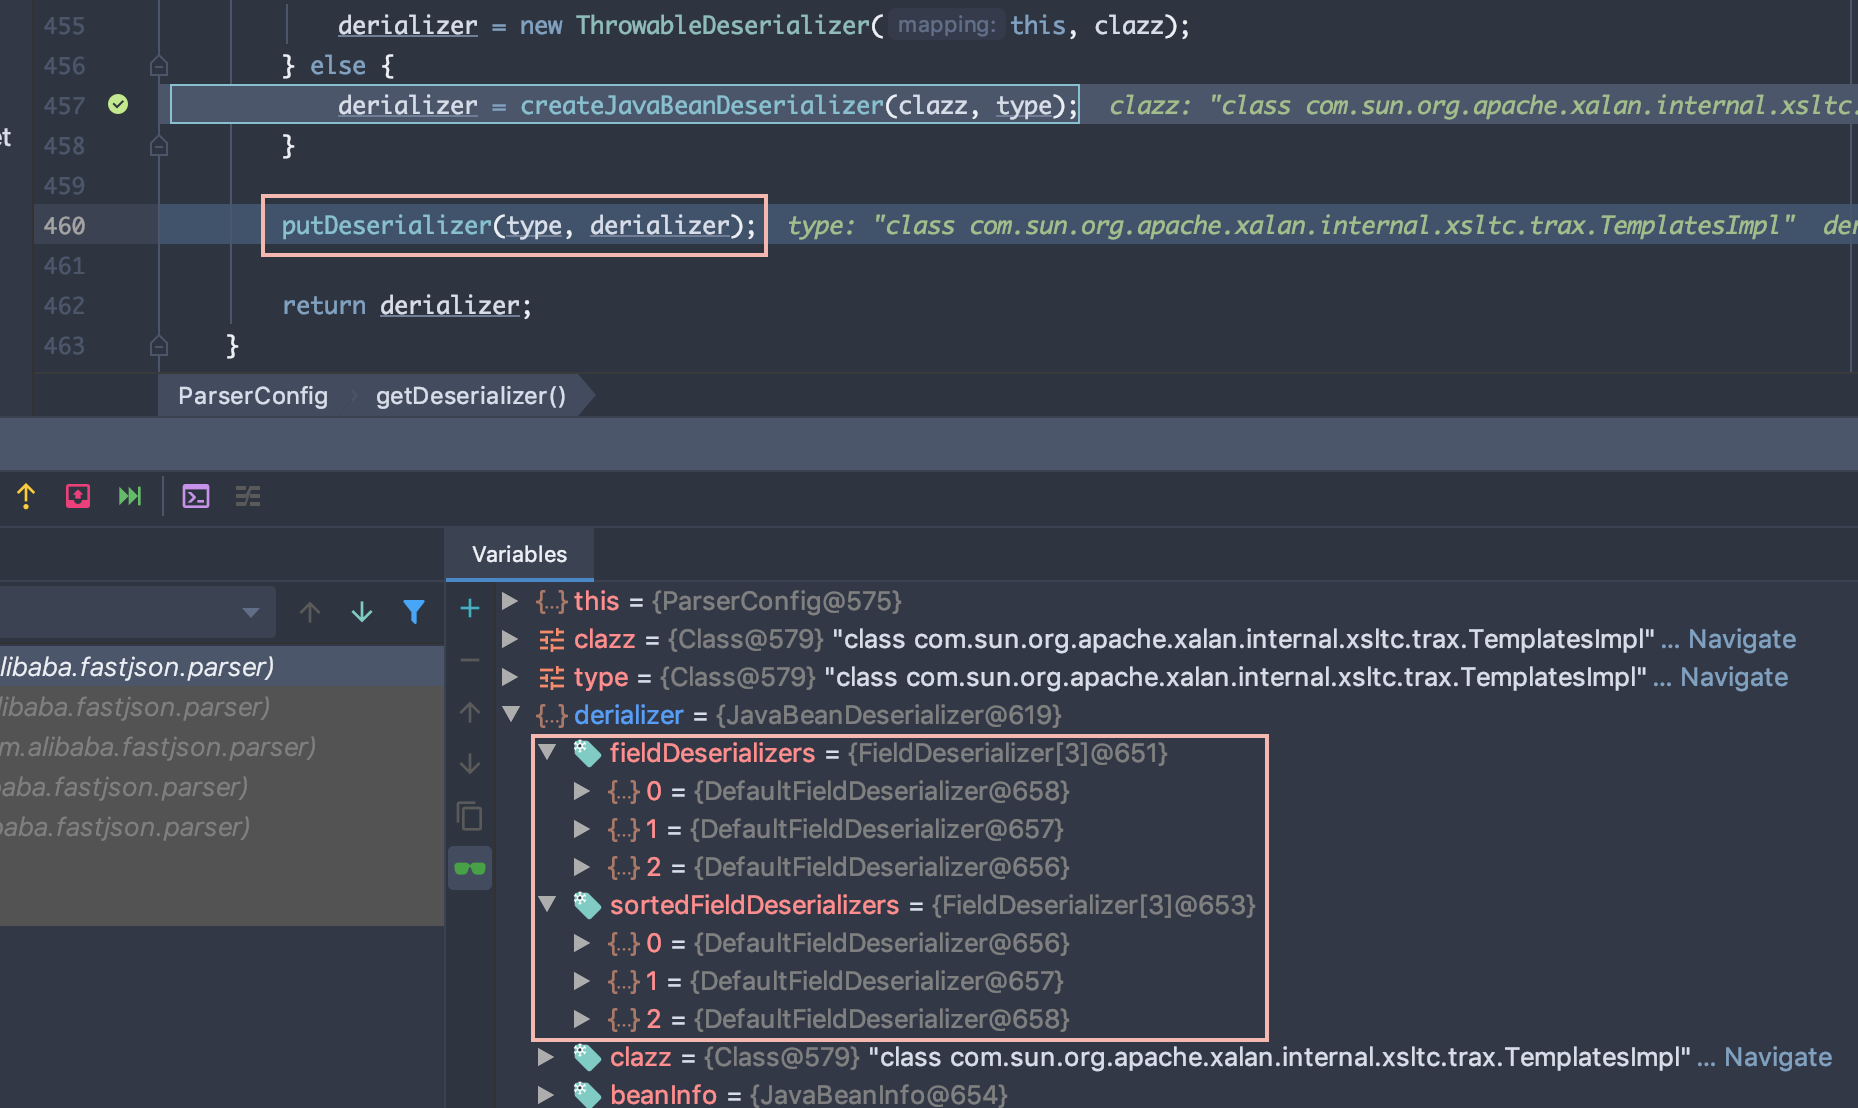 455 derializer = new ThrowableDeserializer( mapping: this, clazz);
456 } else {
457 derializer = createJavaBeanDeserializer(clazz, type); clazz: "class com.sun.org.apache.xalan.internal.xsltc.
et
458 }
459
460 putDeserializer(type, derializer); type: "class com.sun.org.apache.xalan.internal.xsltc.trax.TemplatesImpl" der
461
462 return derializer;
463 }
ParserConfig getDeserializer()
Variables
libaba.fastjson.parser)
libaba.fastjson.parser)
m.alibaba.fastjson.parser)
baba.fastjson.parser)
baba.fastjson.parser)
{...} this = {ParserConfig@575}
clazz = {Class@579} "class com.sun.org.apache.xalan.internal.xsltc.trax.TemplatesImpl" ... Navigate
type = {Class@579} "class com.sun.org.apache.xalan.internal.xsltc.trax.TemplatesImpl" ... Navigate
{...} derializer = {JavaBeanDeserializer@619}
fieldDeserializers = {FieldDeserializer[3]@651}
{...} 0 = {DefaultFieldDeserializer@658}
{...} 1 = {DefaultFieldDeserializer@657}
{...} 2 = {DefaultFieldDeserializer@656}
sortedFieldDeserializers = {FieldDeserializer[3]@653}
{...} 0 = {DefaultFieldDeserializer@656}
{...} 1 = {DefaultFieldDeserializer@657}
{...} 2 = {DefaultFieldDeserializer@658}
clazz = {Class@579} "class com.sun.org.apache.xalan.internal.xsltc.trax.TemplatesImpl" ... Navigate
beanInfo = {JavaBeanInfo@654}